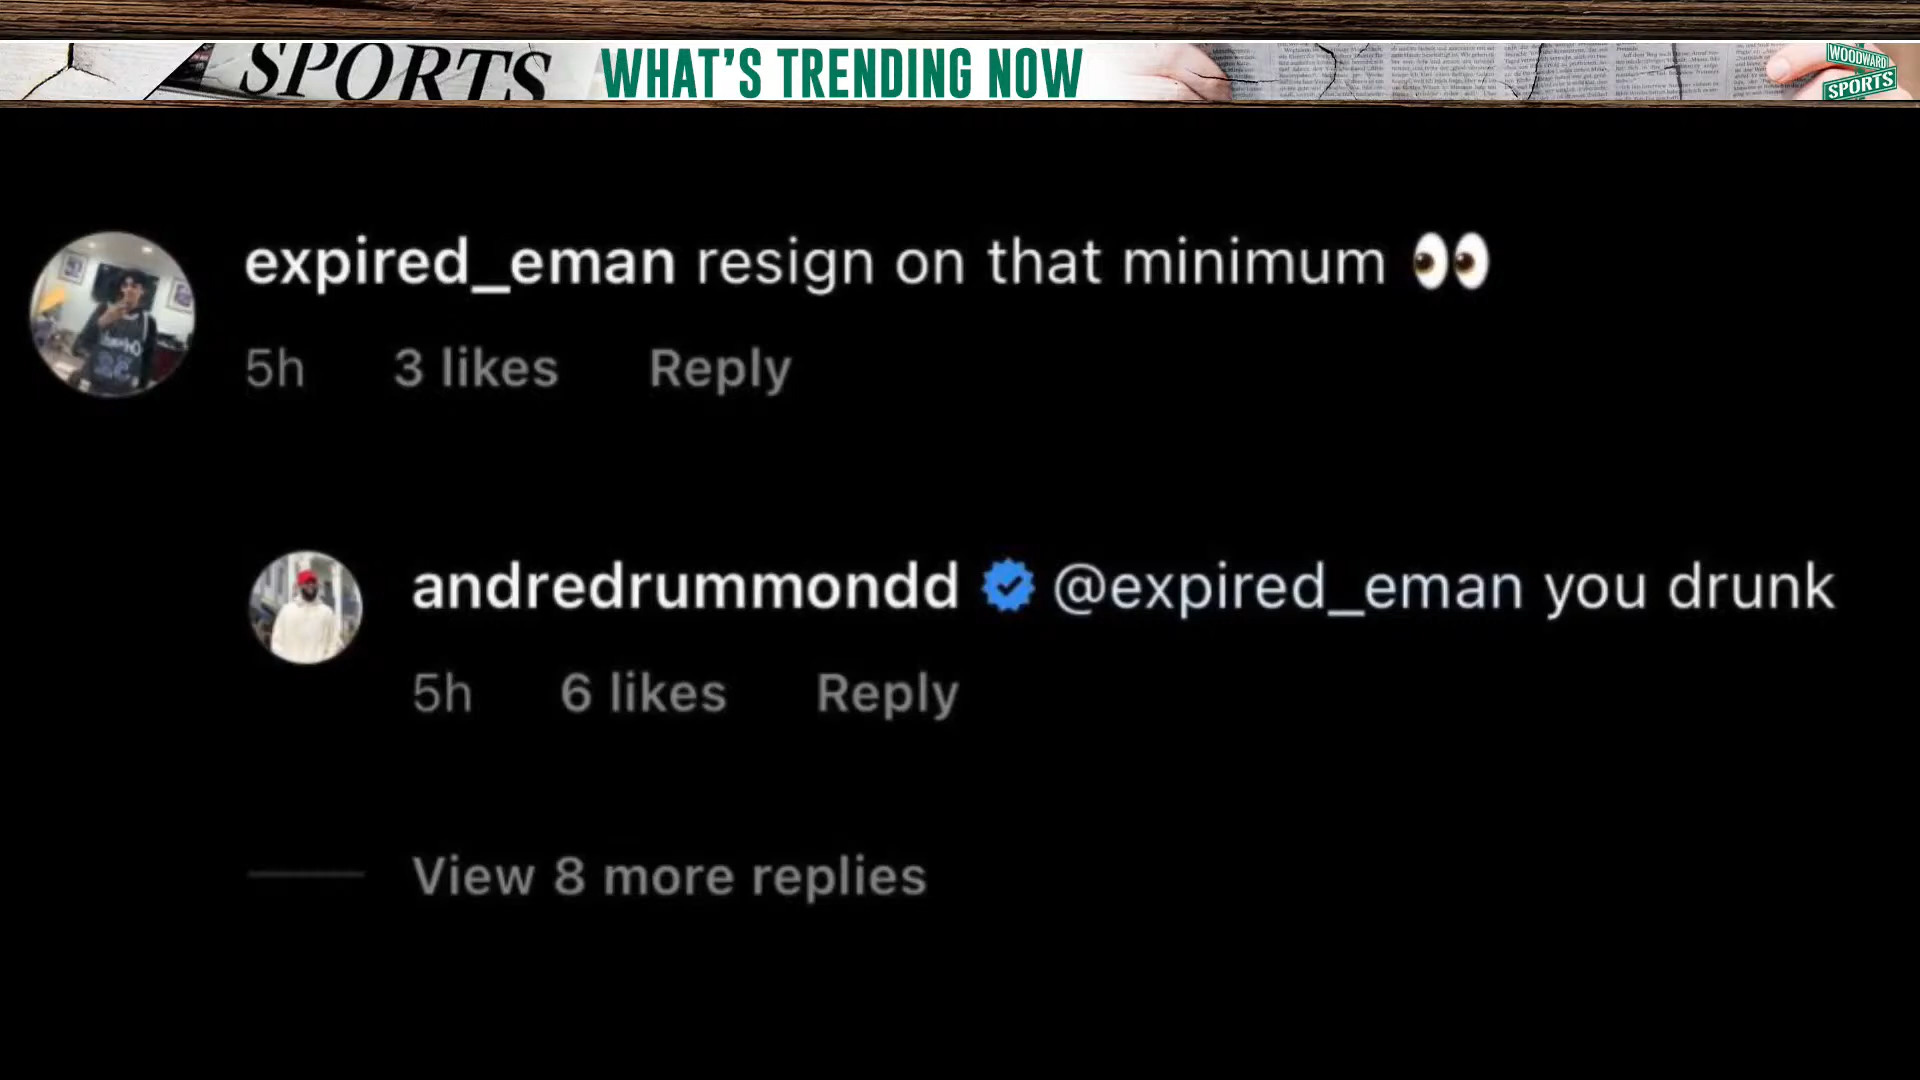 SPORTS WHAT'S TRENDING NOW WOODWARD SPORTS
expired_eman resign on that minimum 👀
5h 3 likes Reply
andredrummondd @expired_eman you drunk
5h 6 likes Reply
View 8 more replies